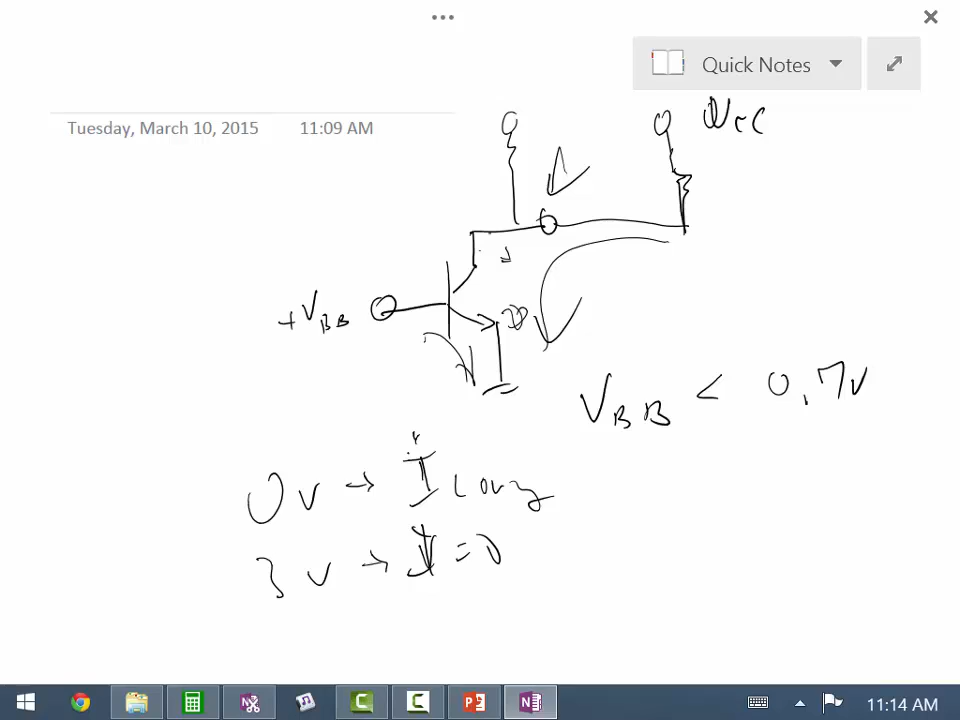 Quick Notes
Tuesday, March 10, 2015 11:09 AM
Vcc
+VBB
VBB < 0.7V
0V → I
3V → I = 0
11:14 AM